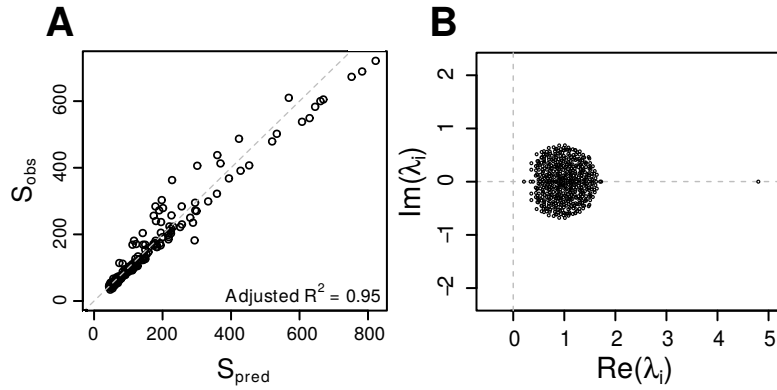 A
S_obs
600
400
200
0
Adjusted R² = 0.95
0 200 400 600 800
S_pred
B
Im(λ_i)
2
1
0
-1
-2
0 1 2 3 4 5
Re(λ_i)